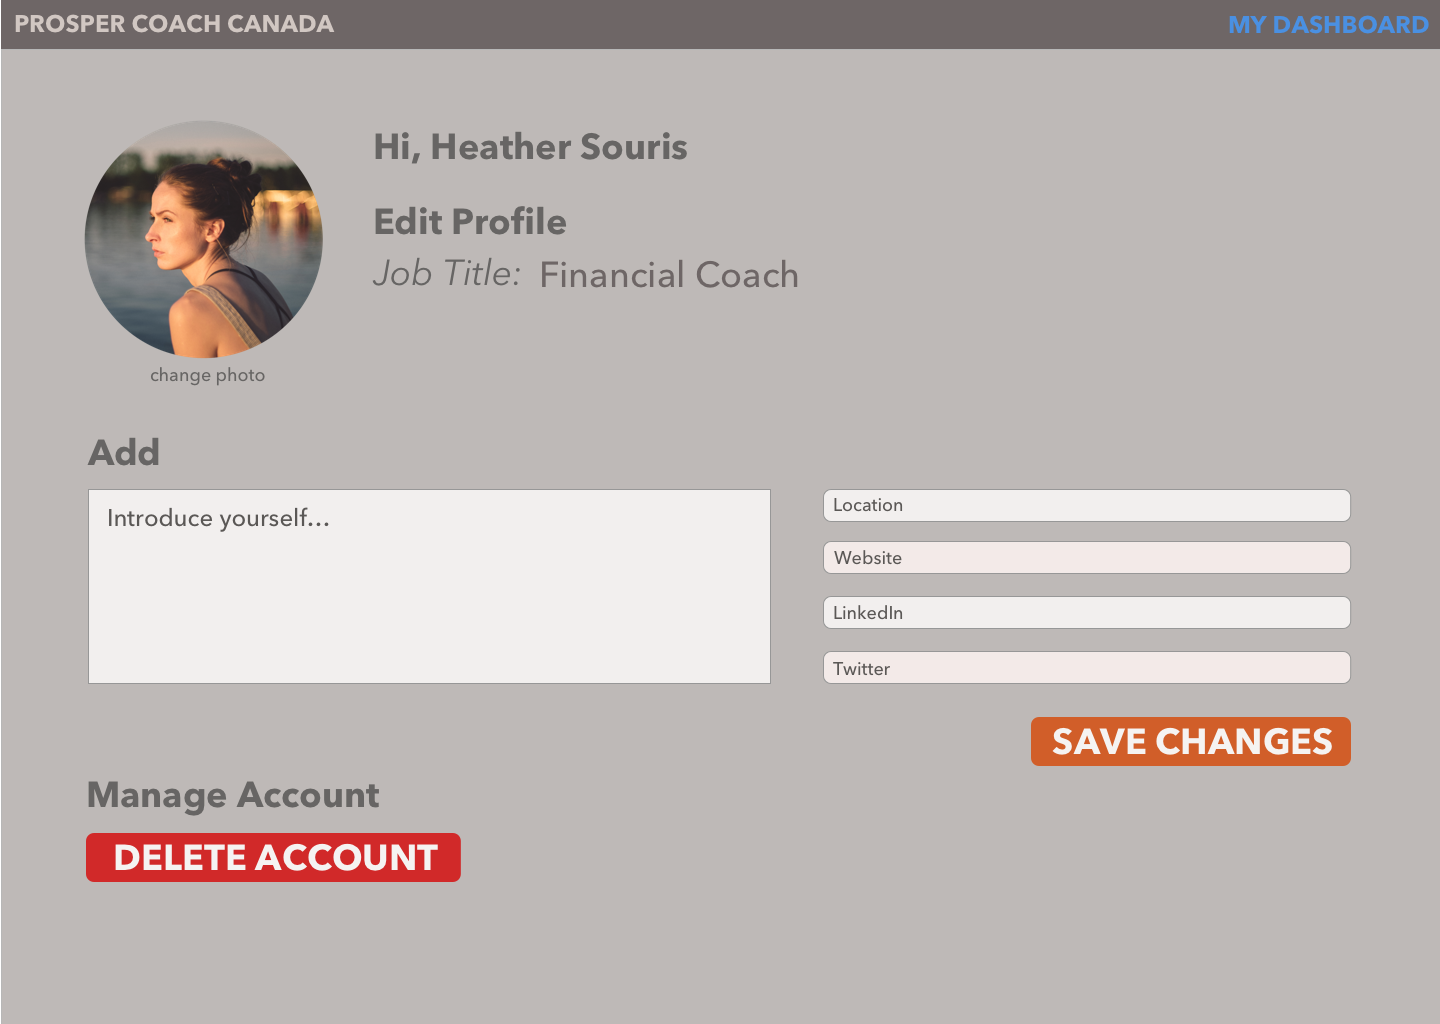 PROSPER COACH CANADA
MY DASHBOARD
Hi, Heather Souris
Edit Profile
Job Title: Financial Coach
change photo
Add
Introduce yourself...
Location
Website
LinkedIn
Twitter
SAVE CHANGES
Manage Account
DELETE ACCOUNT